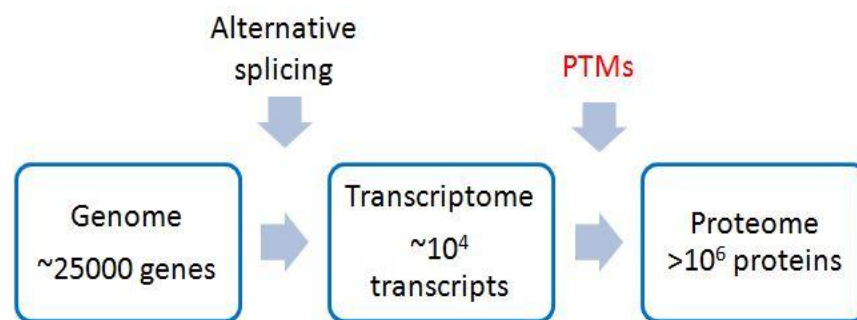 Alternative
splicing
PTMs
Genome
~25000 genes
Transcriptome
~10⁴
transcripts
Proteome
>10⁶ proteins